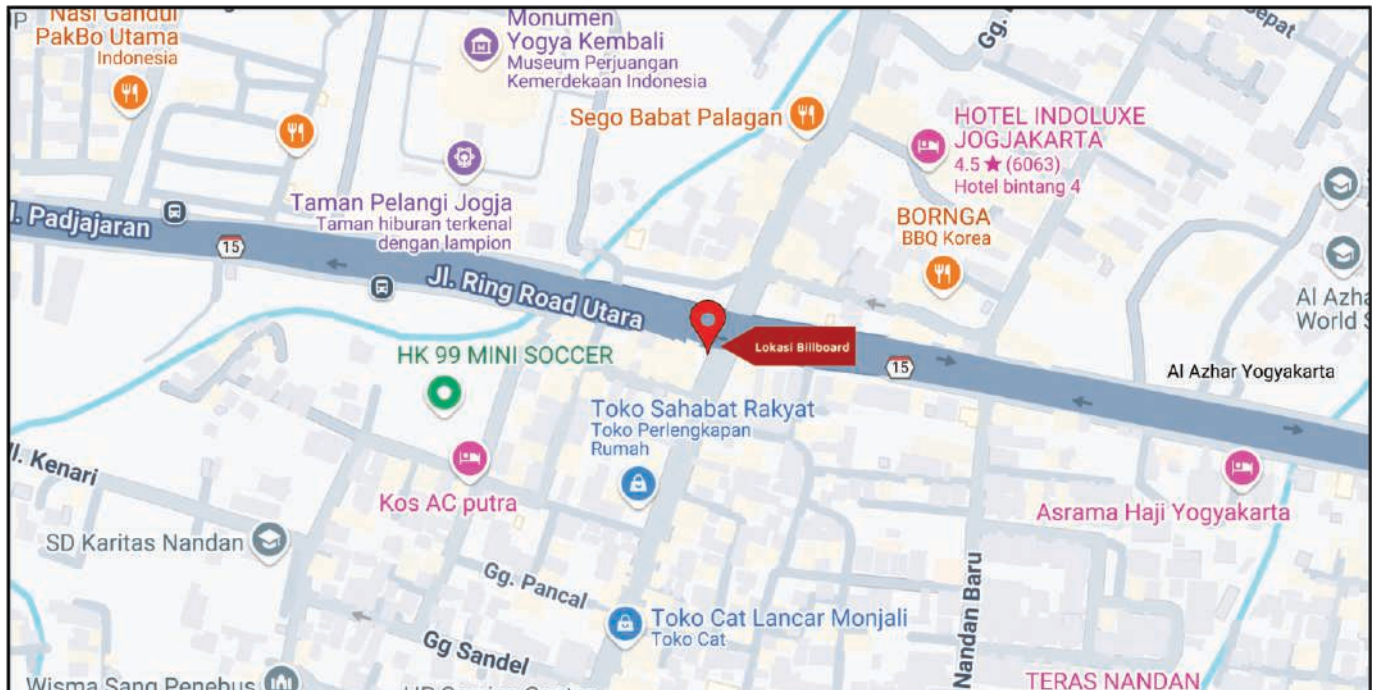 P
Nasi Gandul
PakBo Utama
Indonesia
Monumen
Yogya Kembali
Museum Perjuangan
Kemerdekaan Indonesia
Gg.
epat
Sego Babat Palagan
HOTEL INDOLUXE
JOGJAKARTA
4.5 ★ (6063)
Hotel bintang 4
Taman Pelangi Jogja
Taman hiburan terkenal
dengan lampion
l. Padjajaran
15
BORNGA
BBQ Korea
Jl. Ring Road Utara
Al Azha
World S
Lokasi Billboard
HK 99 MINI SOCCER
15
Al Azhar Yogyakarta
Toko Sahabat Rakyat
Toko Perlengkapan
Rumah
Jl. Kenari
Kos AC putra
Asrama Haji Yogyakarta
SD Karitas Nandan
Gg. Pancal
Nandan Baru
Toko Cat Lancar Monjali
Toko Cat
Gg Sandel
Wisma Sang Penebus
TERAS NANDAN